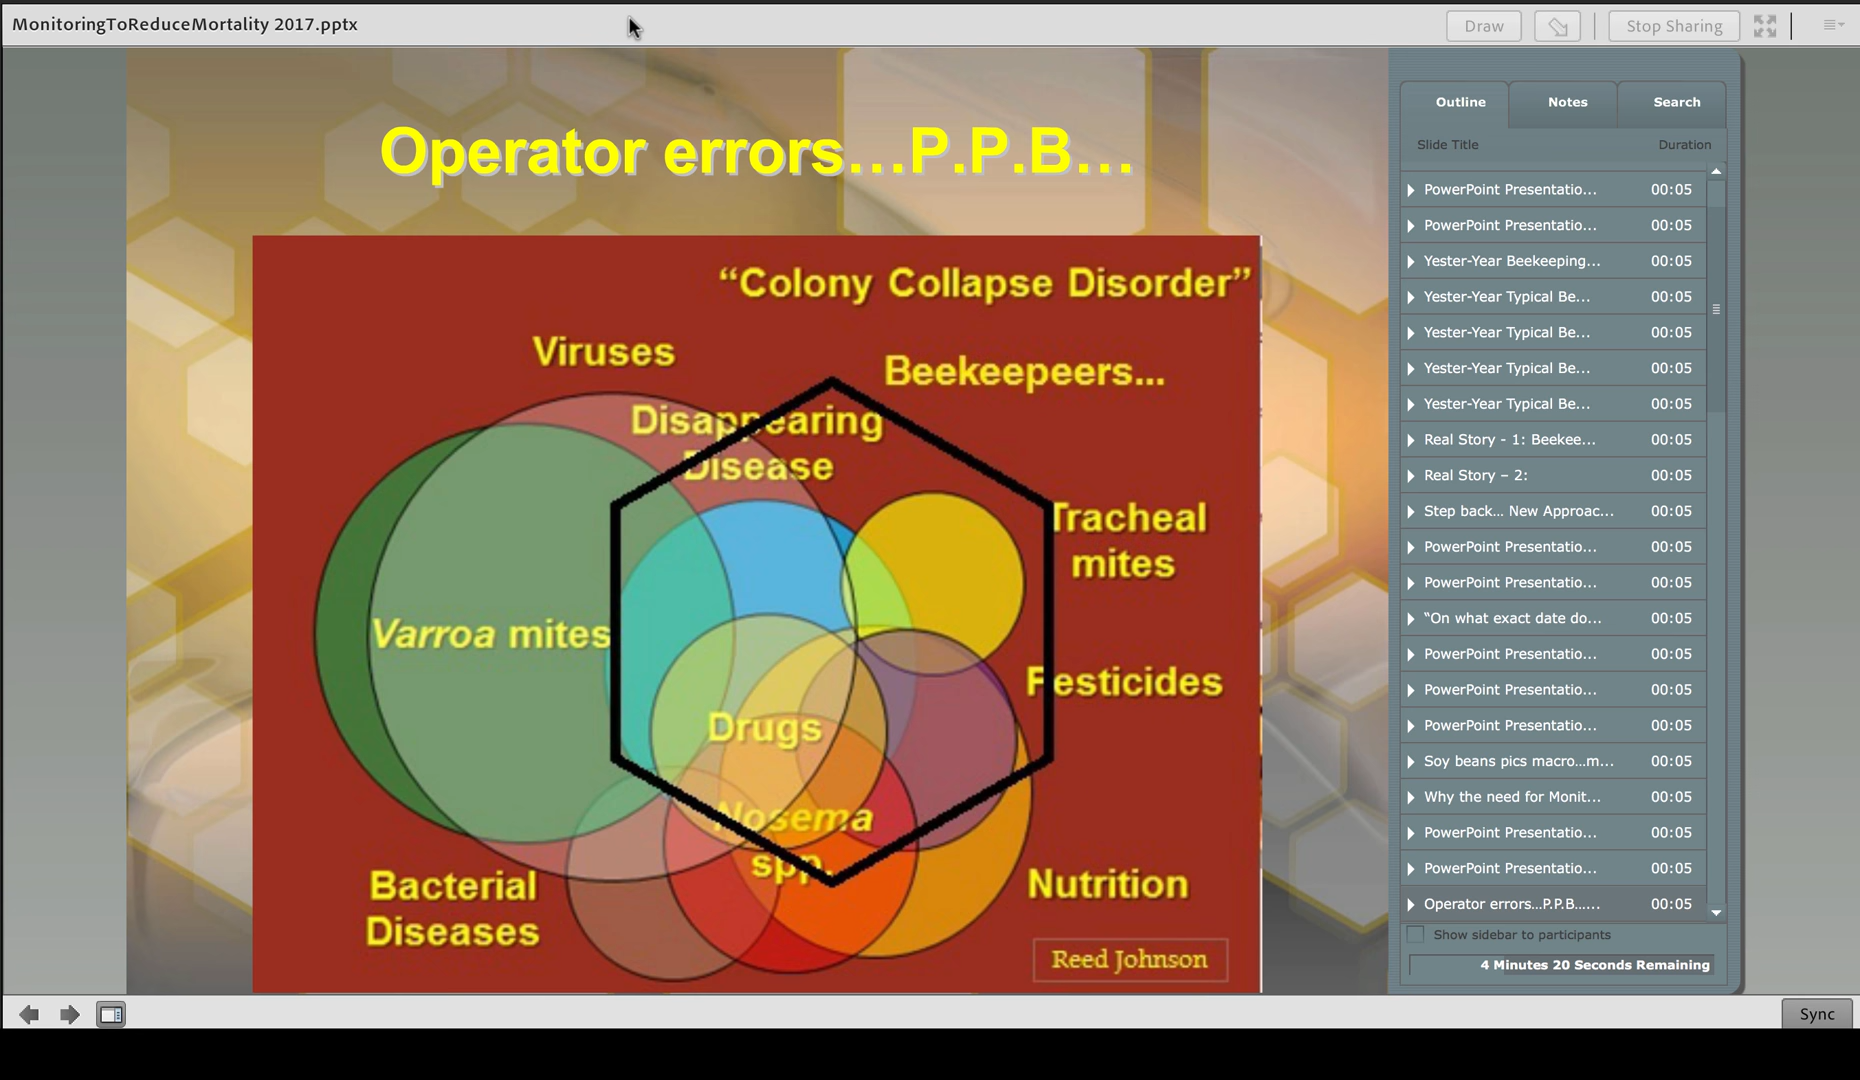 MonitoringToReduceMortality 2017.pptx
Draw
Stop Sharing
Operator errors...P.P.B...
“Colony Collapse Disorder”
Viruses
Beekeepers...
Disappearing
Disease
Tracheal
mites
Varroa mites
Pesticides
Drugs
Nosema
spp.
Bacterial
Diseases
Nutrition
Reed Johnson
Outline
Notes
Search
Slide Title Duration
PowerPoint Presentatio... 00:05
PowerPoint Presentatio... 00:05
Yester-Year Beekeeping... 00:05
Yester-Year Typical Be... 00:05
Yester-Year Typical Be... 00:05
Yester-Year Typical Be... 00:05
Yester-Year Typical Be... 00:05
Real Story - 1: Beekee... 00:05
Real Story – 2: 00:05
Step back... New Approac... 00:05
PowerPoint Presentatio... 00:05
PowerPoint Presentatio... 00:05
“On what exact date do... 00:05
PowerPoint Presentatio... 00:05
PowerPoint Presentatio... 00:05
PowerPoint Presentatio... 00:05
Soy beans pics macro...m... 00:05
Why the need for Monit... 00:05
PowerPoint Presentatio... 00:05
PowerPoint Presentatio... 00:05
Operator errors...P.P.B...... 00:05
Show sidebar to participants
4 Minutes 20 Seconds Remaining
Sync